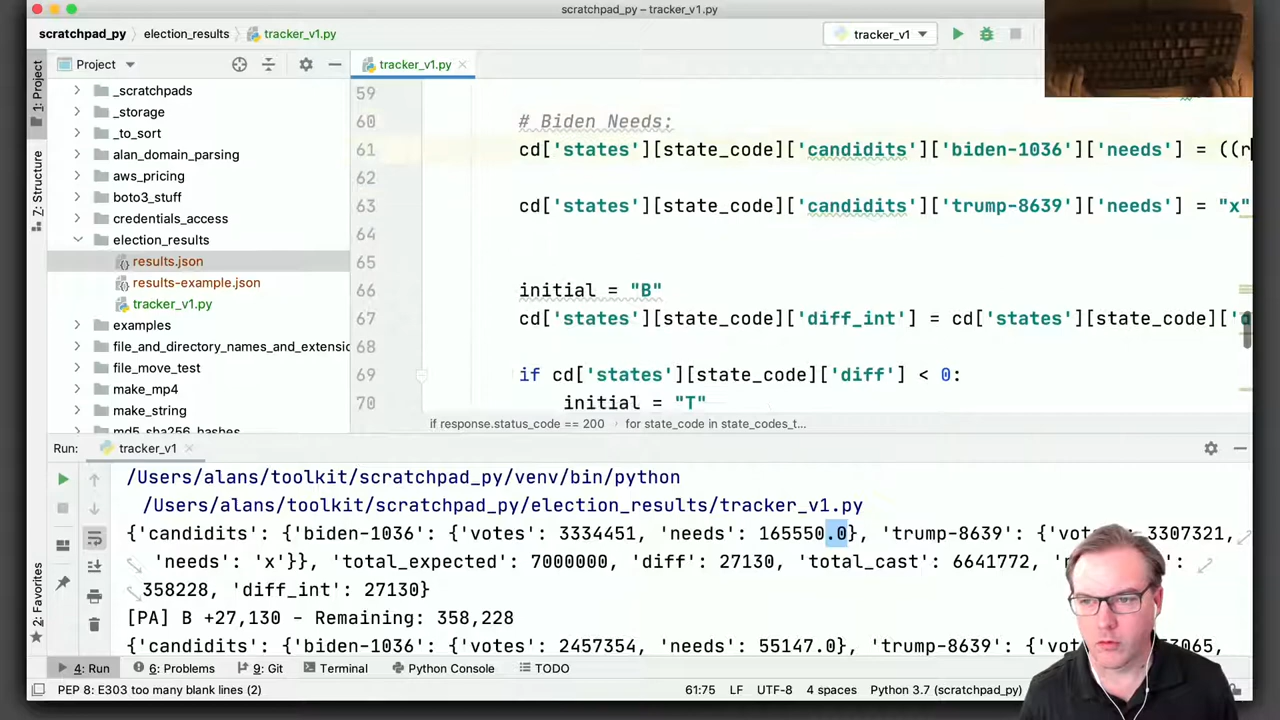 scratchpad_py – tracker_v1.py
scratchpad_py
election_results
tracker_v1.py
tracker_v1
Project
tracker_v1.py
1: Project
Z: Structure
2: Favorites
_scratchpads
_storage
_to_sort
alan_domain_parsing
aws_pricing
boto3_stuff
credentials_access
election_results
results.json
results-example.json
tracker_v1.py
examples
file_and_directory_names_and_extensio
file_move_test
make_mp4
make_string
md5_sha256_hashes
59
60 # Biden Needs:
61 cd['states'][state_code]['candidits']['biden-1036']['needs'] = ((r
62
63 cd['states'][state_code]['candidits']['trump-8639']['needs'] = "x"
64
65
66 initial = "B"
67 cd['states'][state_code]['diff_int'] = cd['states'][state_code]['
68
69 if cd['states'][state_code]['diff'] < 0:
70 initial = "T"
if response.status_code == 200
for state_code in state_codes_t...
Run:
tracker_v1
/Users/alans/toolkit/scratchpad_py/venv/bin/python
/Users/alans/toolkit/scratchpad_py/election_results/tracker_v1.py
{'candidits': {'biden-1036': {'votes': 3334451, 'needs': 165550.0}, 'trump-8639': {'vot 3307321,
'needs': 'x'}}, 'total_expected': 7000000, 'diff': 27130, 'total_cast': 6641772,
358228, 'diff_int': 27130}
[PA] B +27,130 - Remaining: 358,228
{'candidits': {'biden-1036': {'votes': 2457354, 'needs': 55147.0}, 'trump-8639': {'v
4: Run
6: Problems
9: Git
Terminal
Python Console
TODO
PEP 8: E303 too many blank lines (2)
61:75
LF
UTF-8
4 spaces
Python 3.7 (scratchpad_py)